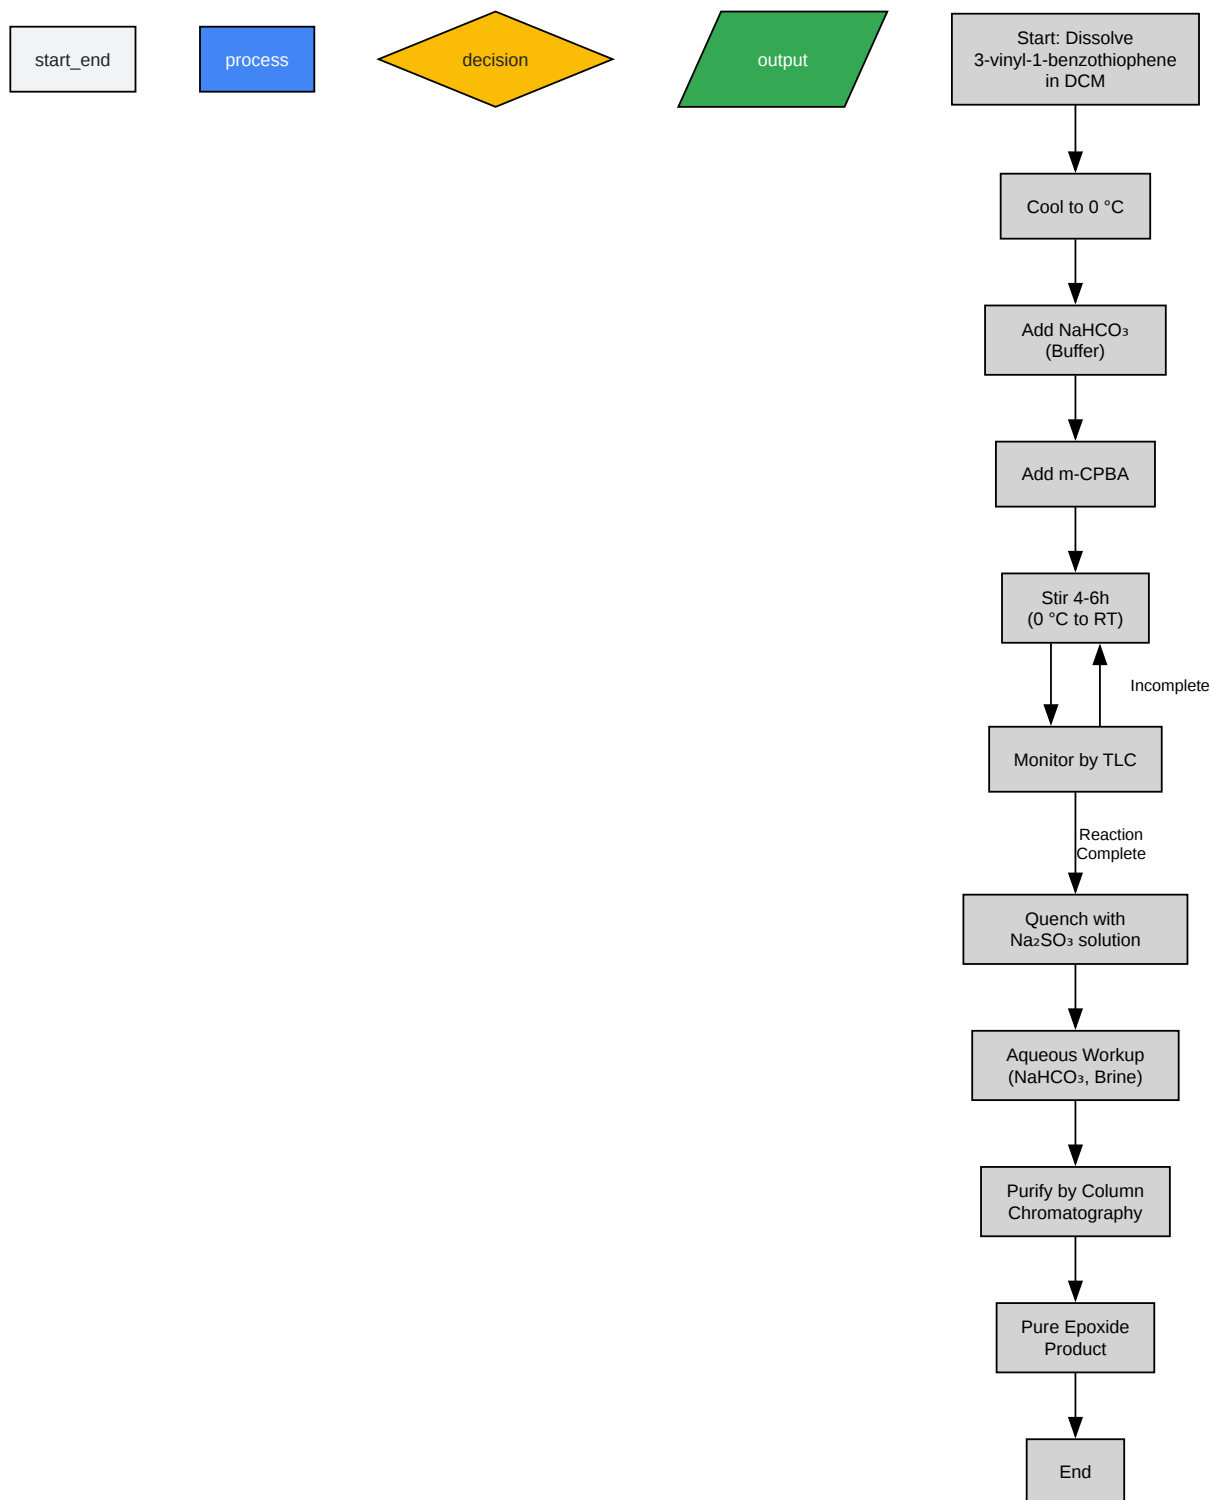 start_end
process
decision
output
Start: Dissolve
3-vinyl-1-benzothiophene
in DCM
Cool to 0 °C
Add NaHCO₃
(Buffer)
Add m-CPBA
Stir 4-6h
(0 °C to RT)
Incomplete
Monitor by TLC
Reaction
Complete
Quench with
Na₂SO₃ solution
Aqueous Workup
(NaHCO₃, Brine)
Purify by Column
Chromatography
Pure Epoxide
Product
End